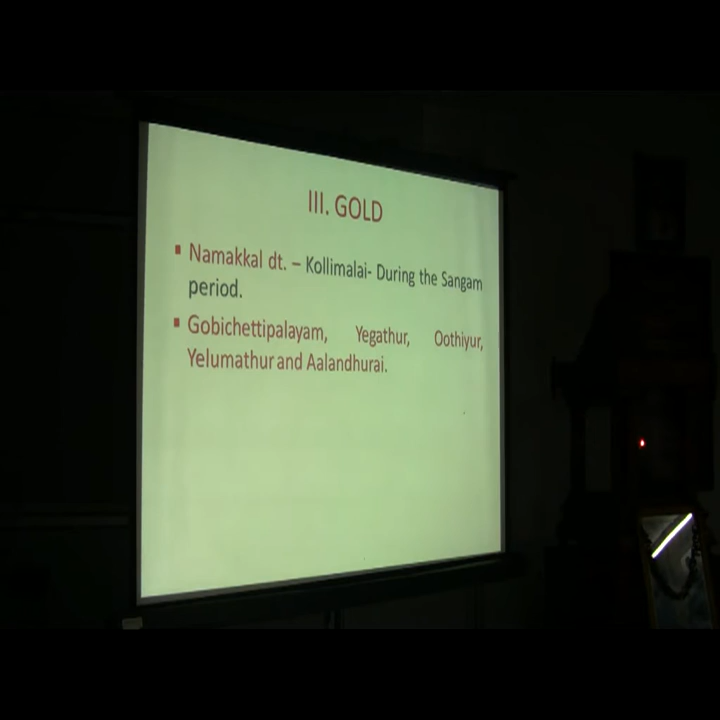 III. GOLD
▪ Namakkal dt. – Kollimalai- During the Sangam
period.
▪ Gobichettipalayam, Yegathur, Oothiyur,
Yelumathur and Aalandhurai.